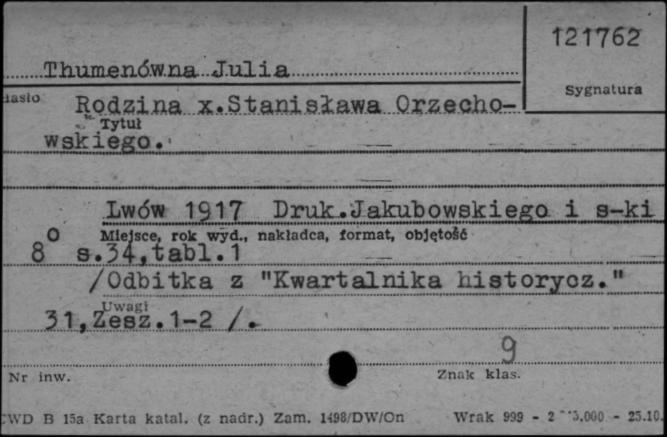 121762
Thumenówna Julia
Sygnatura
Rodzina x.Stanisława Orzecho-
Tytuł
wskiego.
Lwów 1917 Druk.Jakubowskiego i s-ki
Miejsce, rok wyd., nakładca, format, objętość
8° s.34,tabl.1
/Odbitka z "Kwartalnika historycz."
Uwagi
31,Zesz.1-2 /.
9
Nr inw. Znak klas.
WD B 15a Karta katal. (z nadr.) Zam. 1498/DW/On Wrak 999 - 25.10.